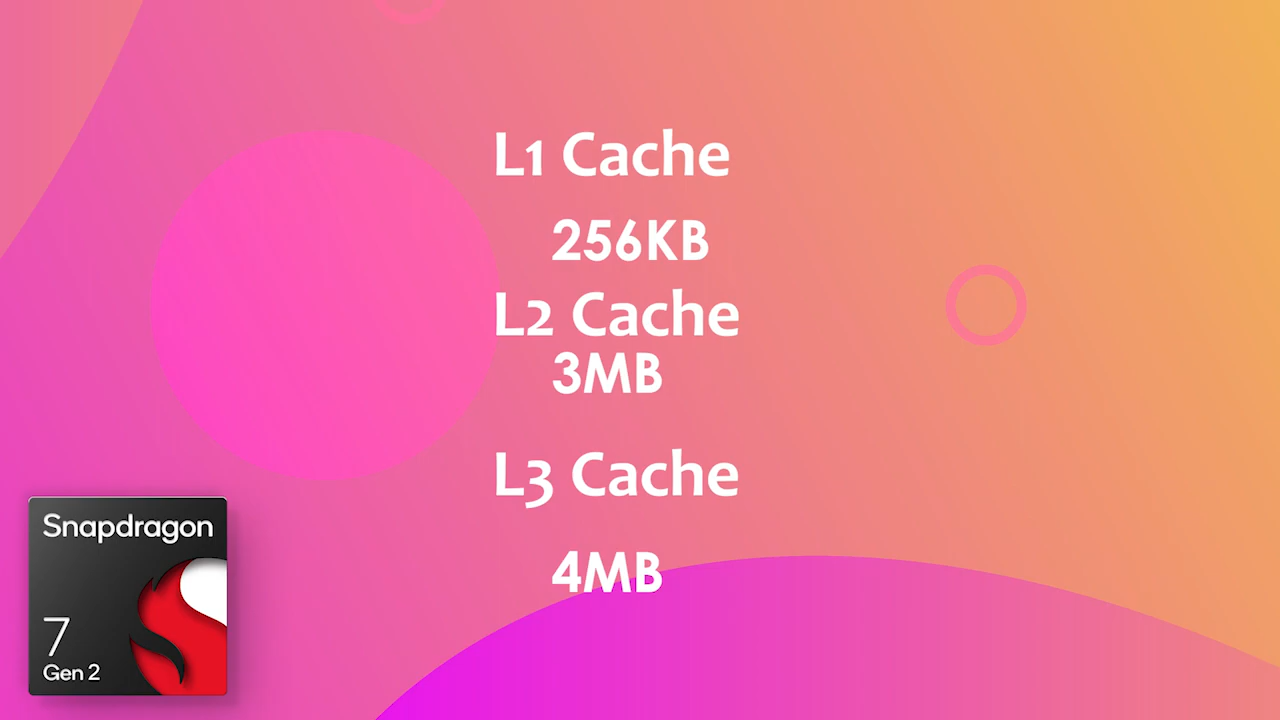 L1 Cache
256KB
L2 Cache
3MB
L3 Cache
4MB
Snapdragon
7
Gen 2